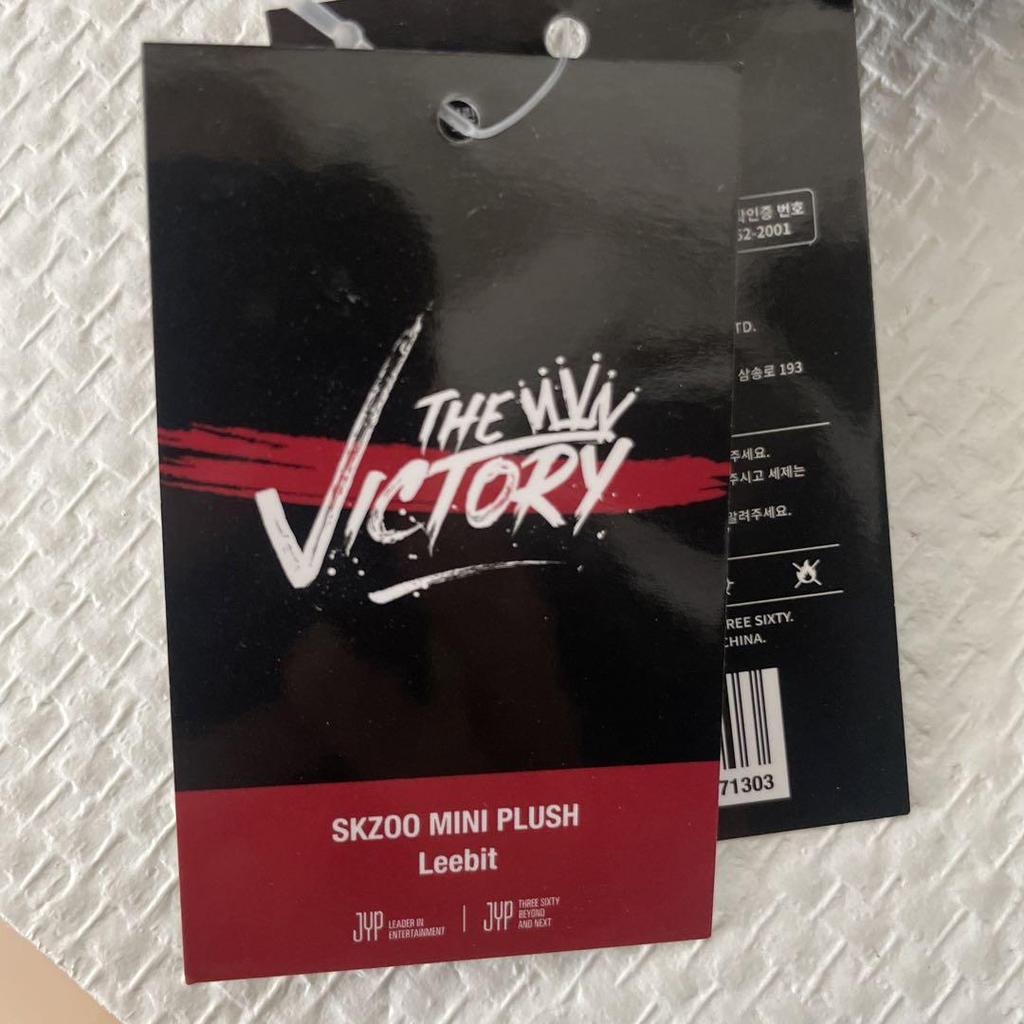 THE
VICTORY
SKZOO MINI PLUSH
Leebit
JYP LEADER IN
ENTERTAINMENT
JYP THREE SIXTY
BEYOND
AND NEXT
인증 번호
52-2001
TD.
삼송로 193
주세요.
주시고 세제는
알려주세요.
REE SIXTY.
CHINA.
71303